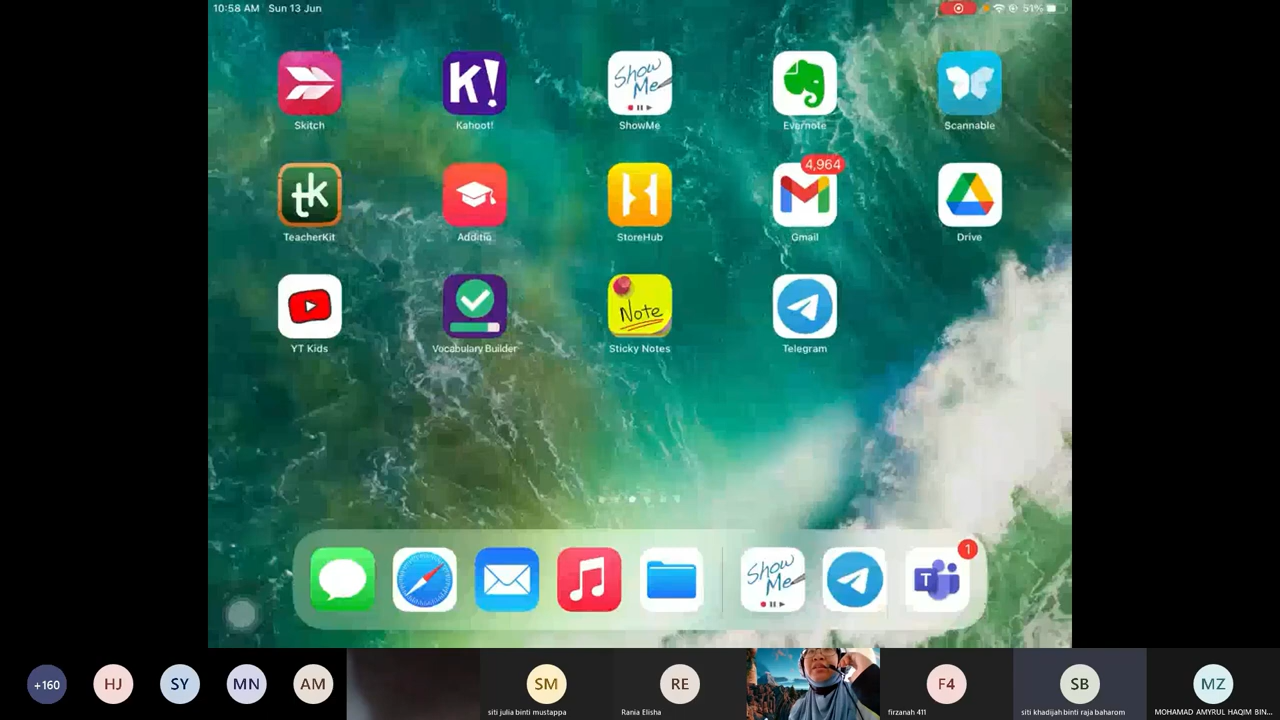 10:58 AM Sun 13 Jun
51%
Skitch
K!
Kahoot!
Show
Me
ShowMe
Evernote
Scannable
tk
TeacherKit
Additio
StoreHub
4,964
Gmail
Drive
YT Kids
Vocabulary Builder
Note
Sticky Notes
Telegram
Show
Me
T
1
+160
HJ
SY
MN
AM
SM
siti julia binti mustappa
RE
Rania Elisha
F4
firzanah 411
SB
siti khadijah binti raja baharom
MZ
MOHAMAD AMYRUL HAQIM BIN...